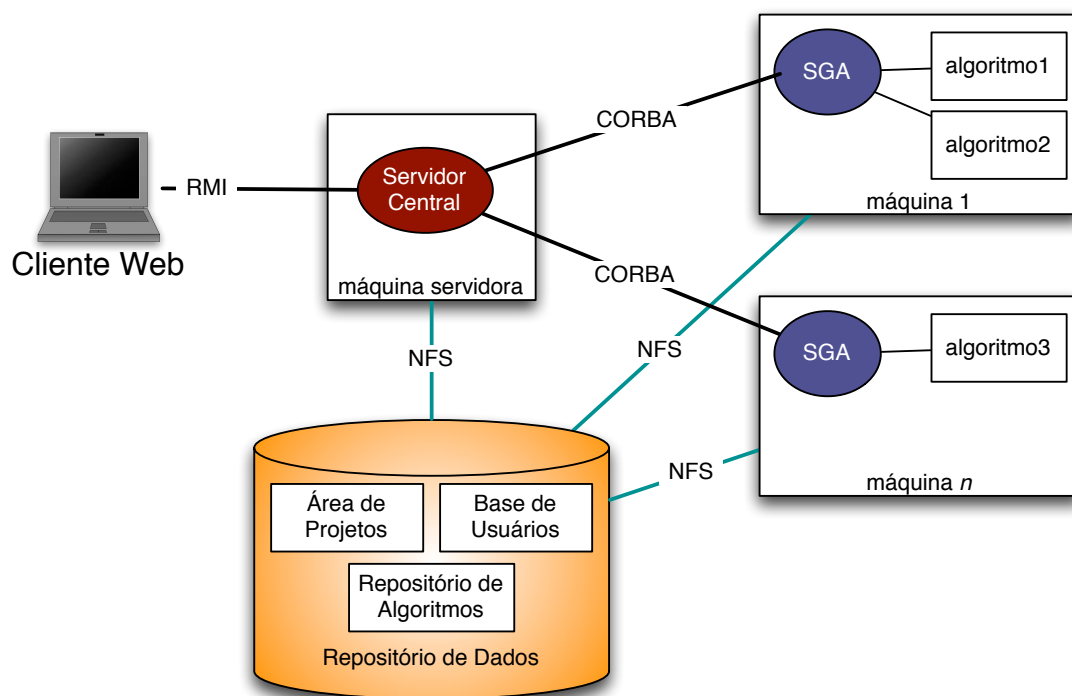 SGA
algoritmo1
algoritmo2
máquina 1
CORBA
RMI
Servidor
Central
máquina servidora
Cliente Web
CORBA
SGA
algoritmo3
máquina n
NFS
NFS
NFS
Área de
Projetos
Base de
Usuários
Repositório de
Algoritmos
Repositório de Dados